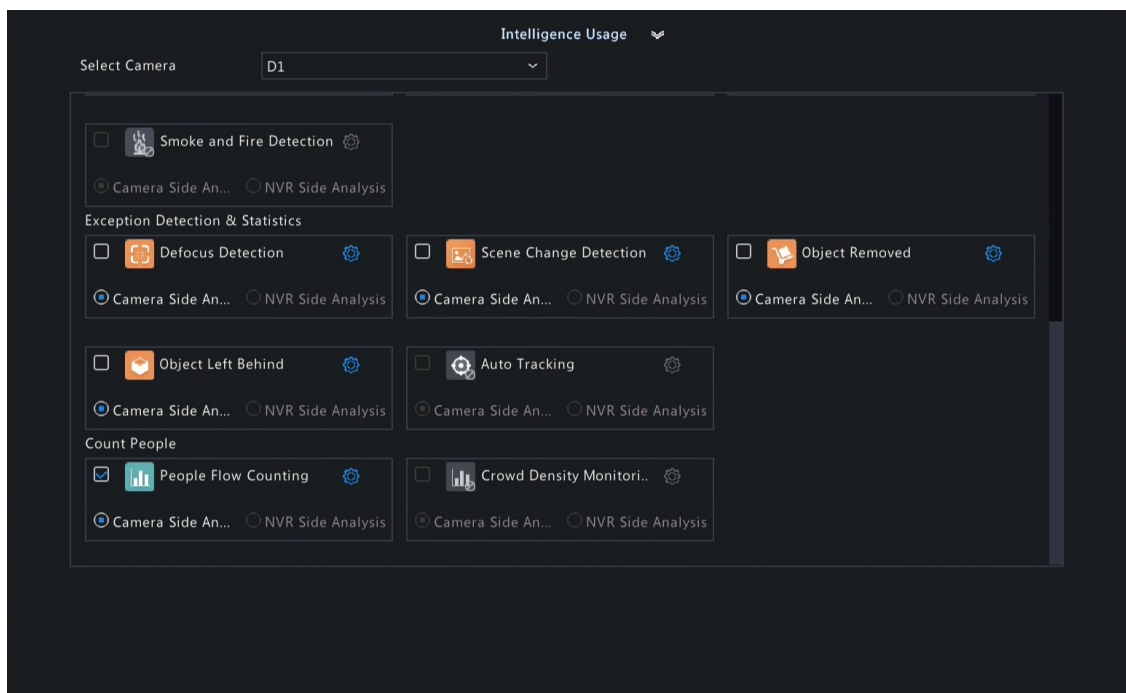 Intelligence Usage
Select Camera D1
Smoke and Fire Detection
Camera Side An... NVR Side Analysis
Exception Detection & Statistics
Defocus Detection Scene Change Detection Object Removed
Camera Side An... NVR Side Analysis Camera Side An... NVR Side Analysis Camera Side An... NVR Side Analysis
Object Left Behind Auto Tracking
Camera Side An... NVR Side Analysis Camera Side An... NVR Side Analysis
Count People
People Flow Counting Crowd Density Monitori..
Camera Side An... NVR Side Analysis Camera Side An... NVR Side Analysis